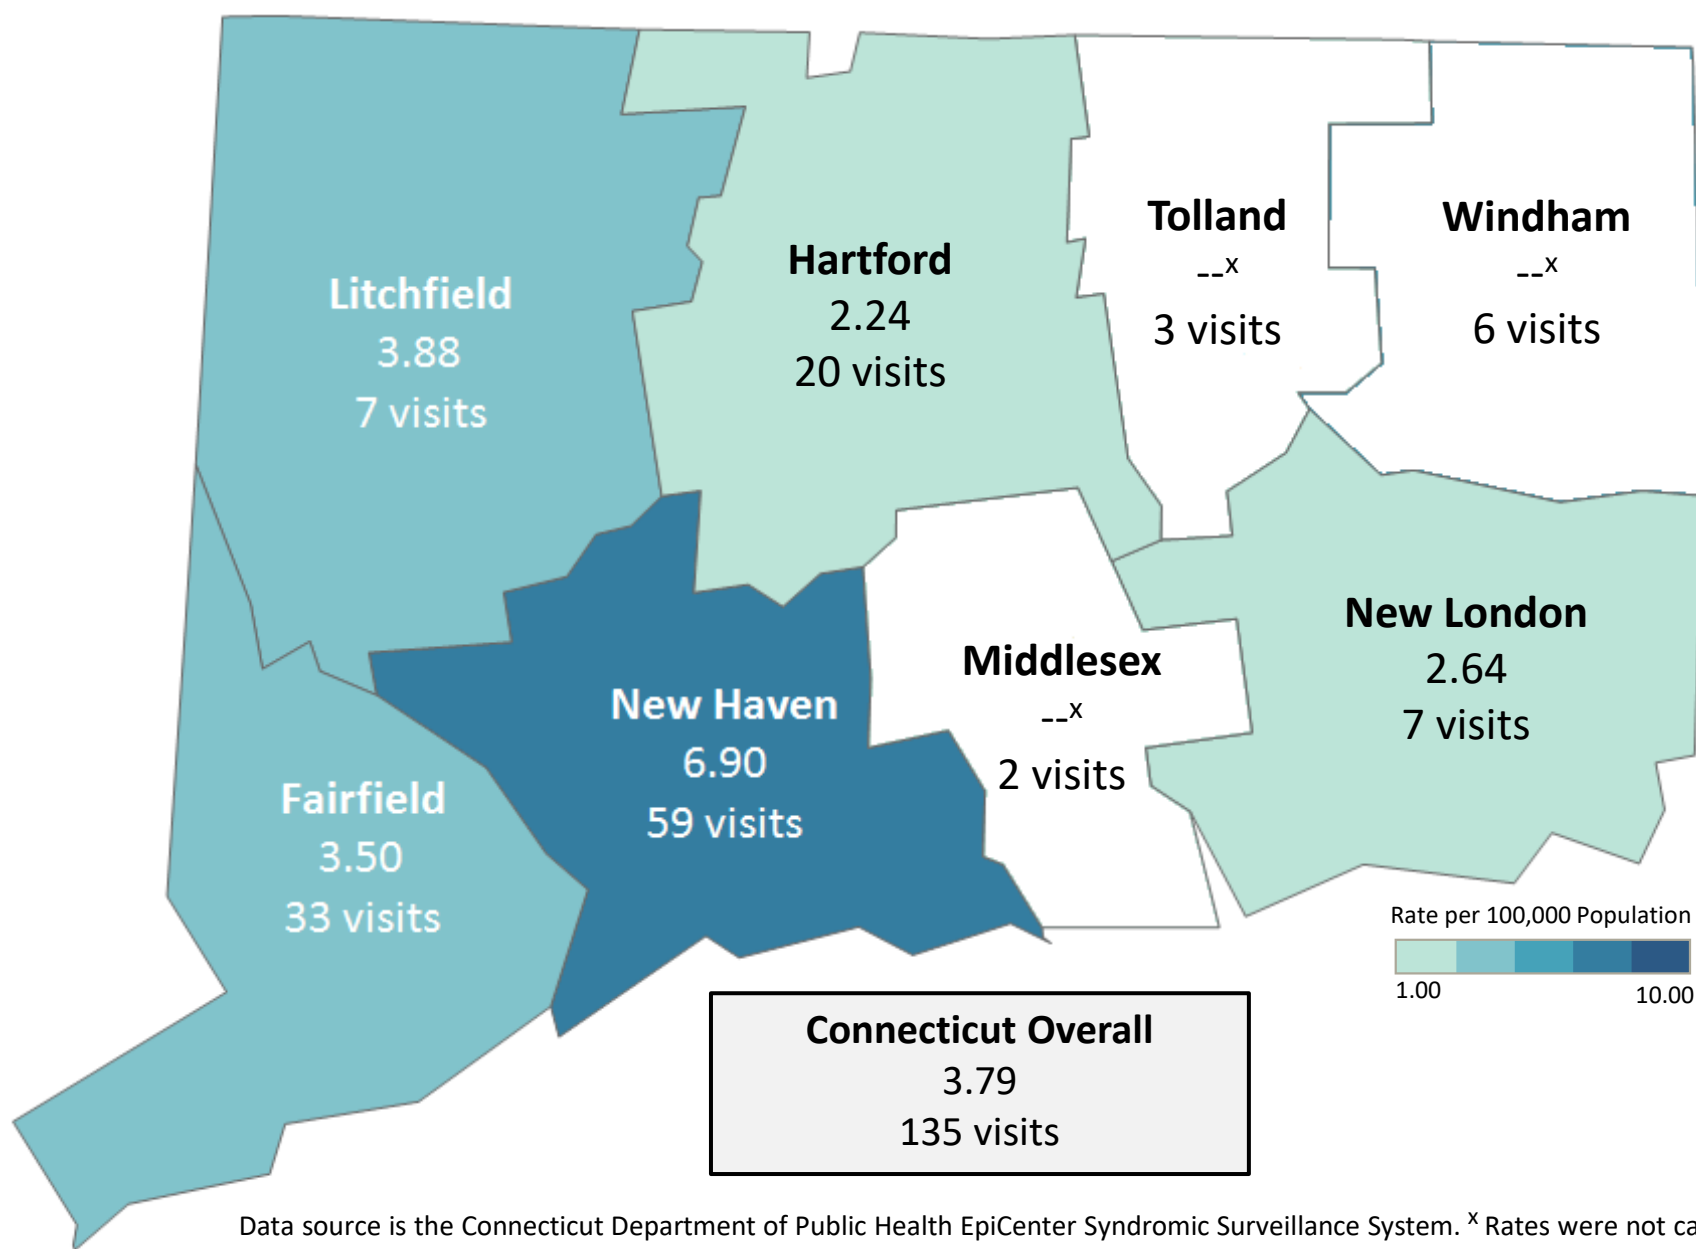 Litchfield
3.88
7 visits
Hartford
2.24
20 visits
Tolland
--ˣ
3 visits
Windham
--ˣ
6 visits
Fairfield
3.50
33 visits
New Haven
6.90
59 visits
Middlesex
--ˣ
2 visits
New London
2.64
7 visits
Rate per 100,000 Population
1.00
10.00
Connecticut Overall
3.79
135 visits
Data source is the Connecticut Department of Public Health EpiCenter Syndromic Surveillance System. ˣ Rates were not